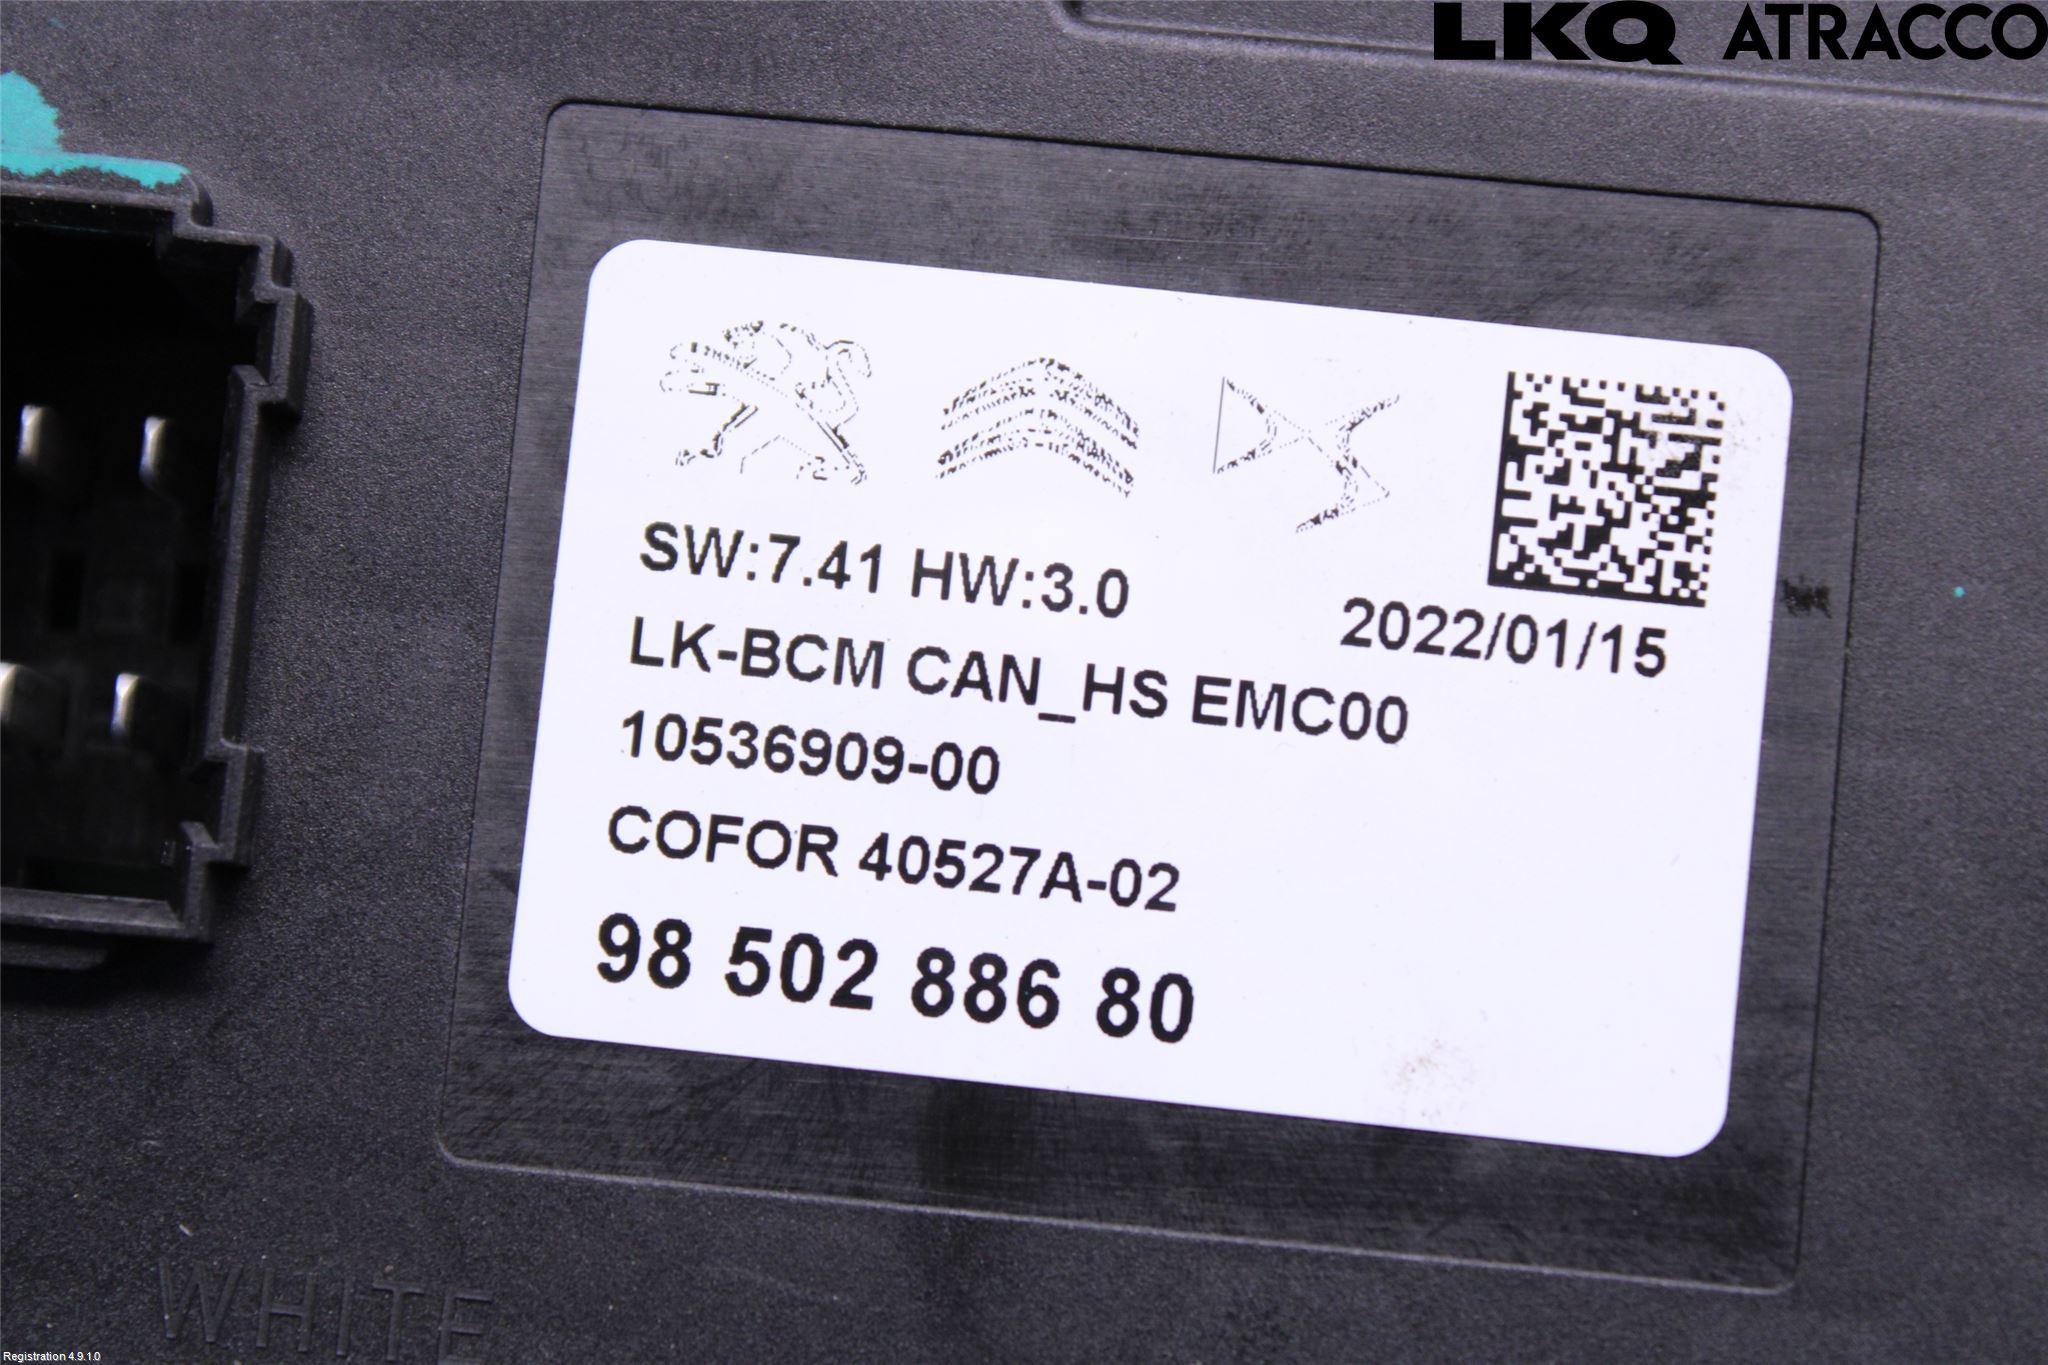 LKQ ATRACCO
SW:7.41 HW:3.0
2022/01/15
LK-BCM CAN_HS EMC00
10536909-00
COFOR 40527A-02
98 502 886 80
WHITE
Registration 4.9.1.0